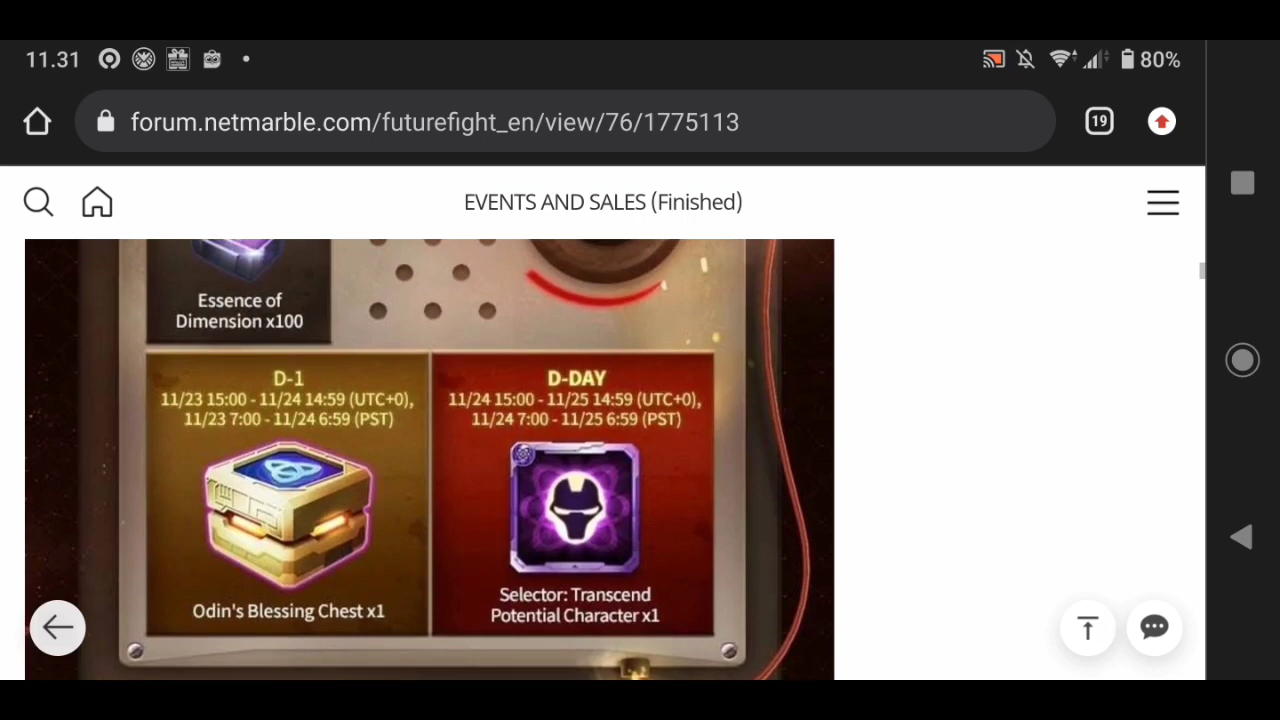 11.31
80%
forum.netmarble.com/futurefight_en/view/76/1775113
19
EVENTS AND SALES (Finished)
Essence of
Dimension x100
D-1
11/23 15:00 - 11/24 14:59 (UTC+0),
11/23 7:00 - 11/24 6:59 (PST)
Odin's Blessing Chest x1
D-DAY
11/24 15:00 - 11/25 14:59 (UTC+0),
11/24 7:00 - 11/25 6:59 (PST)
Selector: Transcend
Potential Character x1